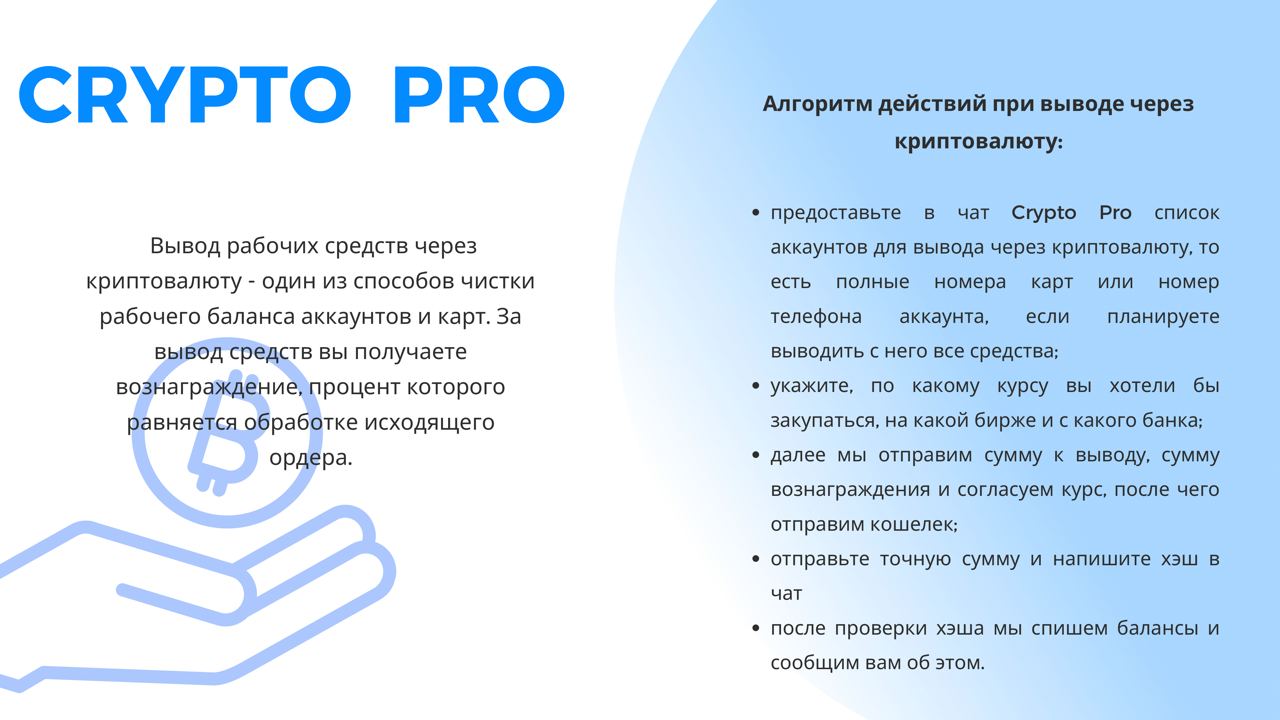 CRYPTO PRO
Вывод рабочих средств через
криптовалюту - один из способов чистки
рабочего баланса аккаунтов и карт. За
вывод средств вы получаете
вознаграждение, процент которого
равняется обработке исходящего
ордера.
Алгоритм действий при выводе через
криптовалюту:
• предоставьте в чат Crypto Pro список
аккаунтов для вывода через криптовалюту, то
есть полные номера карт или номер
телефона аккаунта, если планируете
выводить с него все средства;
• укажите, по какому курсу вы хотели бы
закупаться, на какой бирже и с какого банка;
• далее мы отправим сумму к выводу, сумму
вознаграждения и согласуем курс, после чего
отправим кошелек;
• отправьте точную сумму и напишите хэш в
чат
• после проверки хэша мы спишем балансы и
сообщим вам об этом.